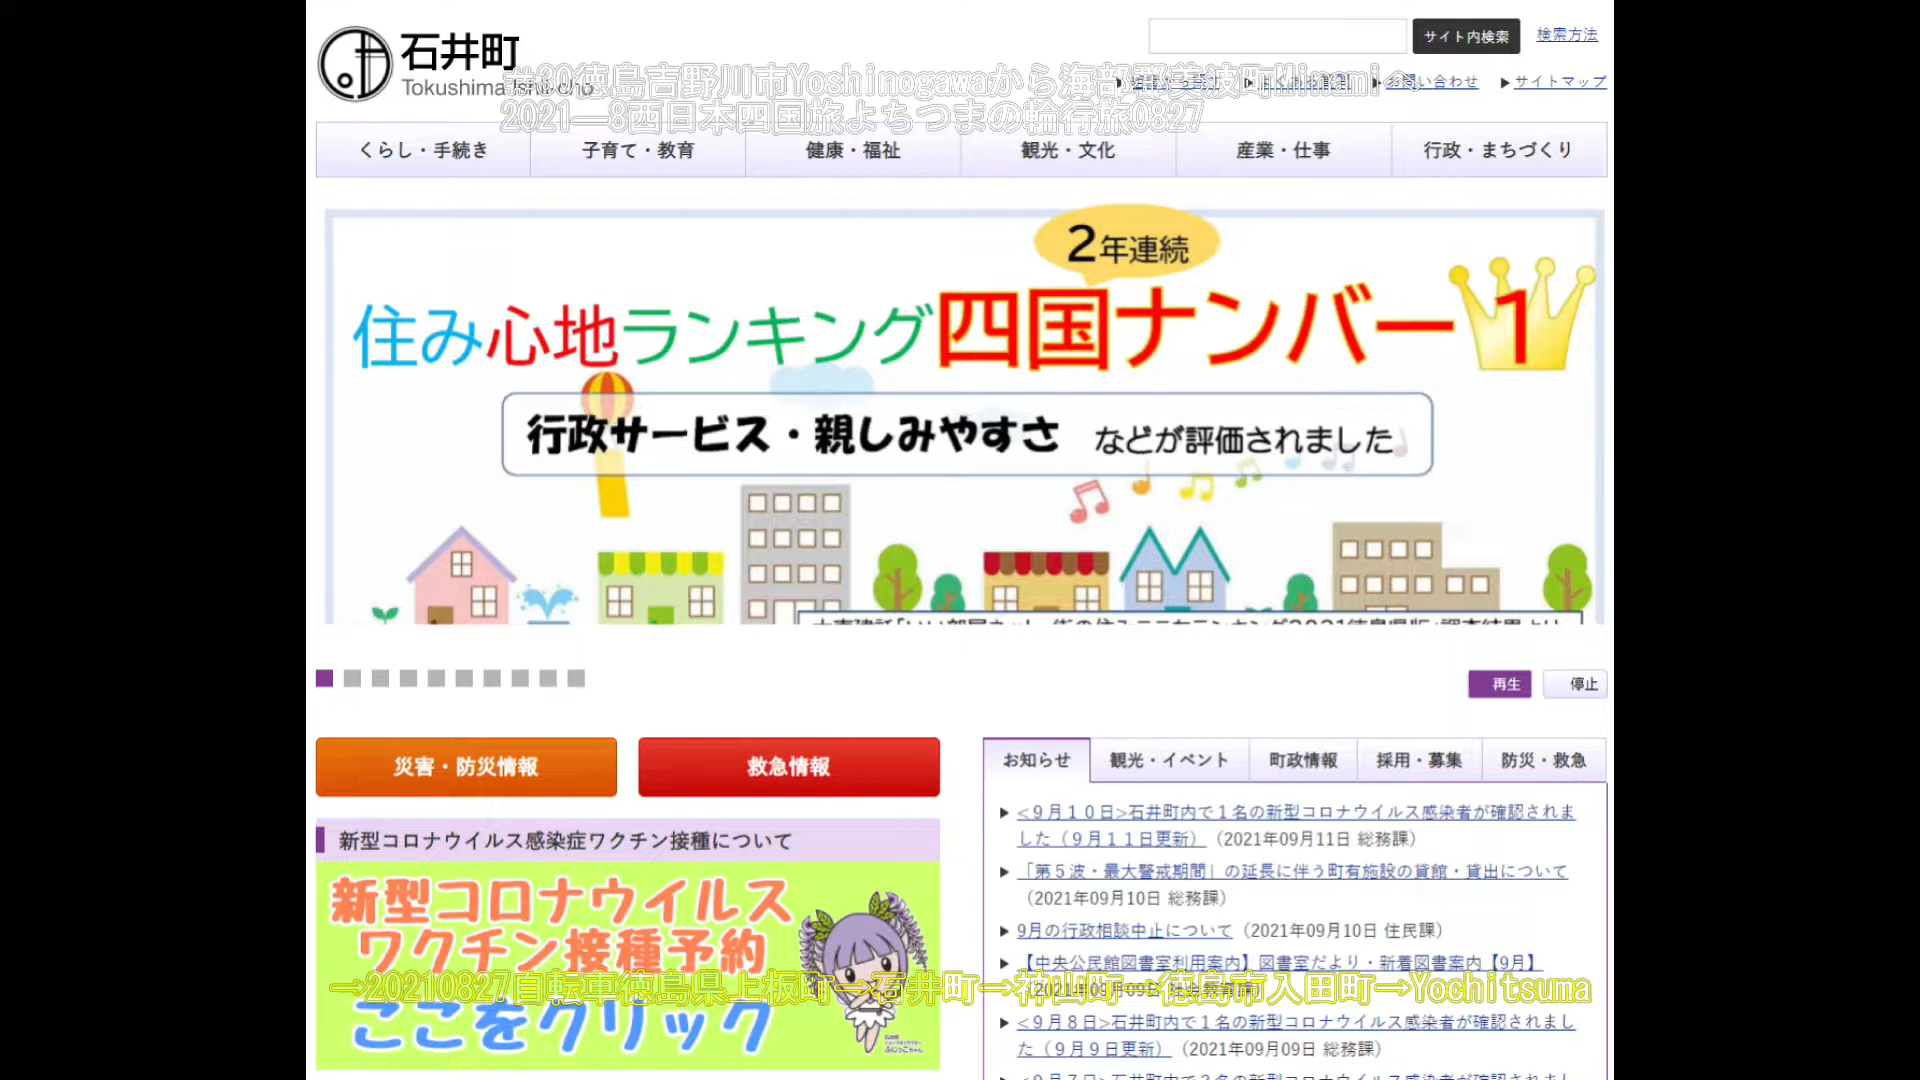 石井町
Tokushima Ishii-cho
サイト内検索
検索方法
お問い合わせ
サイトマップ
#30徳島吉野川市Yoshinogawaから海部郡美波町Minami
2021—8西日本四国旅よちつまの輪行旅0827
くらし・手続き
子育て・教育
健康・福祉
観光・文化
産業・仕事
行政・まちづくり
2年連続
住み心地ランキング四国ナンバー1
行政サービス・親しみやすさ などが評価されました
再生
停止
災害・防災情報
救急情報
お知らせ
観光・イベント
町政情報
採用・募集
防災・救急
新型コロナウイルス感染症ワクチン接種について
新型コロナウイルス
ワクチン接種予約
ここをクリック
<9月10日>石井町内で1名の新型コロナウイルス感染者が確認されま
した(9月11日更新) (2021年09月11日 総務課)
「第5波・最大警戒期間」の延長に伴う町有施設の貸館・貸出について
(2021年09月10日 総務課)
9月の行政相談中止について (2021年09月10日 住民課)
【中央公民館図書室利用案内】図書室だより・新着図書案内【9月】
→20210827自転車徳島県上板町→石井町→神山町→徳島市入田町→Yochitsuma
<9月8日>石井町内で1名の新型コロナウイルス感染者が確認されまし
た(9月9日更新) (2021年09月09日 総務課)